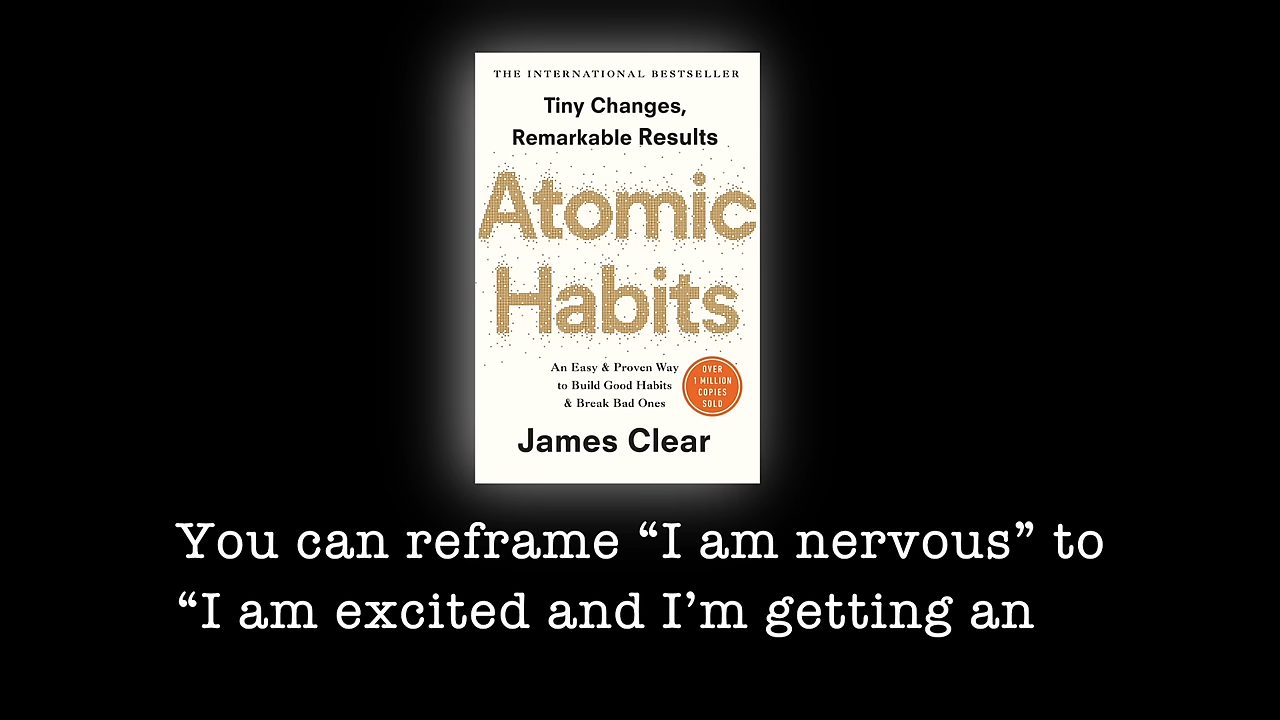 THE INTERNATIONAL BESTSELLER
Tiny Changes,
Remarkable Results
Atomic
Habits
An Easy & Proven Way
to Build Good Habits
& Break Bad Ones
OVER
1 MILLION
COPIES
SOLD
James Clear
You can reframe “I am nervous” to
“I am excited and I’m getting an